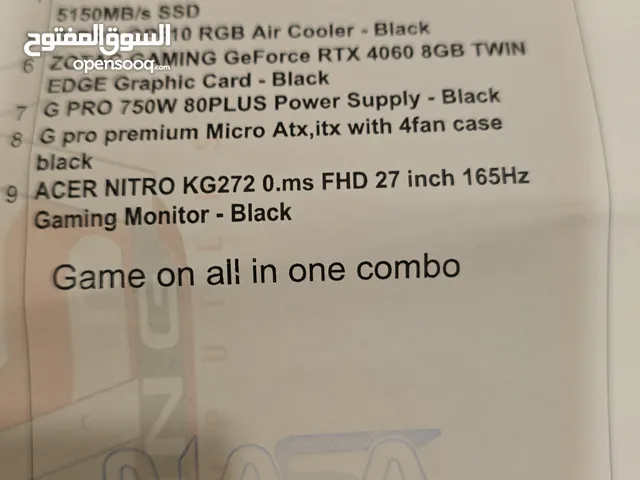 5150MB/s SSD
10 RGB Air Cooler - Black
السوق المفتوح
opensooq.com
6 GAMING GeForce RTX 4060 8GB TWIN
EDGE Graphic Card - Black
7 G PRO 750W 80PLUS Power Supply - Black
8 G pro premium Micro Atx,itx with 4fan case
black
9 ACER NITRO KG272 0.ms FHD 27 inch 165Hz
Gaming Monitor - Black
Game on all in one combo